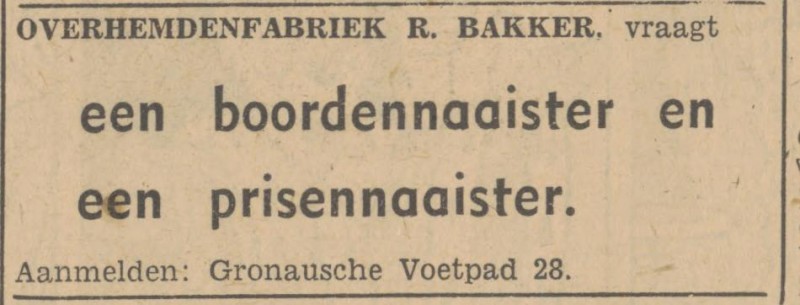 OVERHEMDENFABRIEK R. BAKKER. vraagt
een boordennaaister en
een prisennaaister.
Aanmelden: Gronausche Voetpad 28.